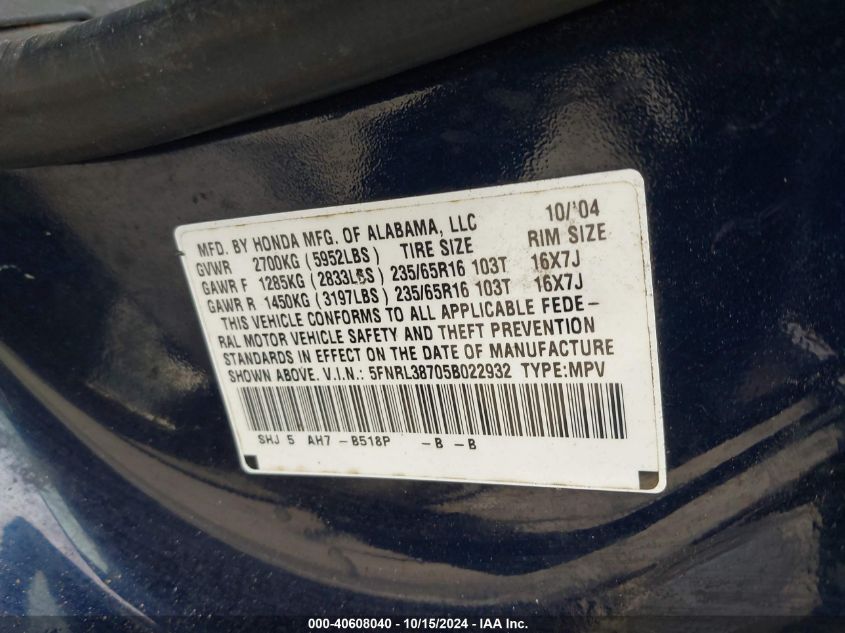 MFD. BY HONDA MFG. OF ALABAMA, LLC 10/'04
GVWR 2700KG (5952LBS) TIRE SIZE RIM SIZE
GAWR F 1285KG (2833LBS) 235/65R16 103T 16X7J
GAWR R 1450KG (3197LBS) 235/65R16 103T 16X7J
THIS VEHICLE CONFORMS TO ALL APPLICABLE FEDE-
RAL MOTOR VEHICLE SAFETY AND THEFT PREVENTION
STANDARDS IN EFFECT ON THE DATE OF MANUFACTURE
SHOWN ABOVE. V.I.N.: 5FNRL38705B022932 TYPE:MPV
SHJ 5 AH7 -B518P -B -B
000-40608040 - 10/15/2024 - IAA Inc.